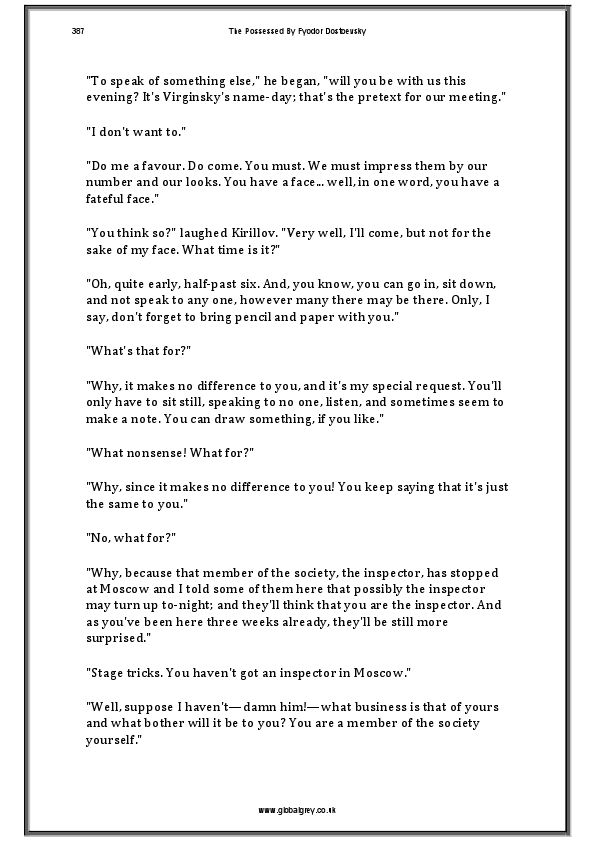 387
The Possessed By Fyodor Dostoevsky
"To speak of something else," he began, "will you be with us this
evening? It's Virginsky's name-day; that's the pretext for our meeting."
"I don't want to."
"Do me a favour. Do come. You must. We must impress them by our
number and our looks. You have a face... well, in one word, you have a
fateful face."
"You think so?" laughed Kirillov. "Very well, I'll come, but not for the
sake of my face. What time is it?"
"Oh, quite early, half-past six. And, you know, you can go in, sit down,
and not speak to any one, however many there may be there. Only, I
say, don't forget to bring pencil and paper with you."
"What's that for?"
"Why, it makes no difference to you, and it's my special request. You'll
only have to sit still, speaking to no one, listen, and sometimes seem to
make a note. You can draw something, if you like."
"What nonsense! What for?"
"Why, since it makes no difference to you! You keep saying that it's just
the same to you."
"No, what for?"
"Why, because that member of the society, the inspector, has stopped
at Moscow and I told some of them here that possibly the inspector
may turn up to-night; and they'll think that you are the inspector. And
as you've been here three weeks already, they'll be still more
surprised."
"Stage tricks. You haven't got an inspector in Moscow."
"Well, suppose I haven't—damn him!—what business is that of yours
and what bother will it be to you? You are a member of the society
yourself."
www.globalgrey.co.uk